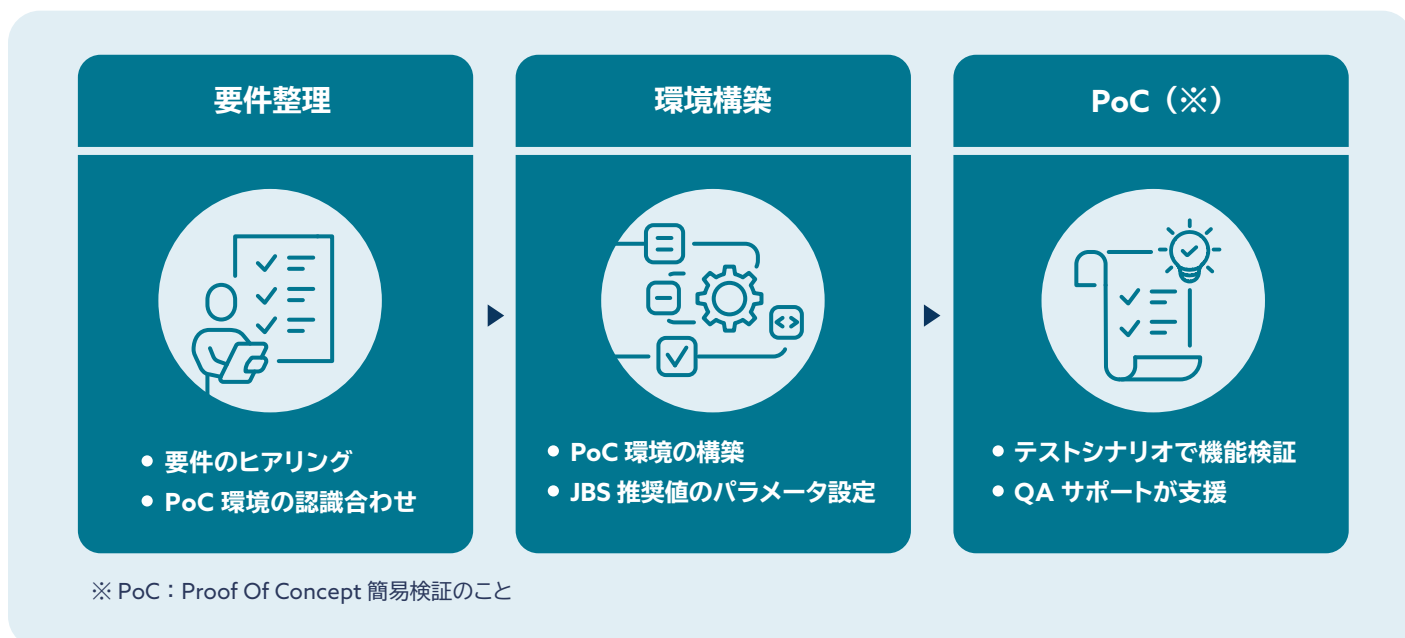 要件整理
• 要件のヒアリング
• PoC 環境の認識合わせ
環境構築
• PoC 環境の構築
• JBS 推奨値のパラメータ設定
PoC（※）
• テストシナリオで機能検証
• QA サポートが支援
※ PoC：Proof Of Concept 簡易検証のこと